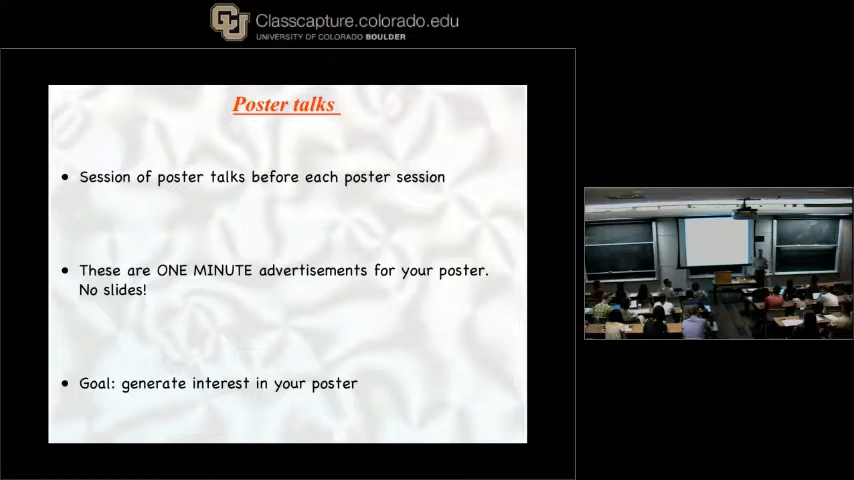 CU
Classcapture.colorado.edu
UNIVERSITY OF COLORADO BOULDER
Poster talks
• Session of poster talks before each poster session
• These are ONE MINUTE advertisements for your poster.
No slides!
• Goal: generate interest in your poster